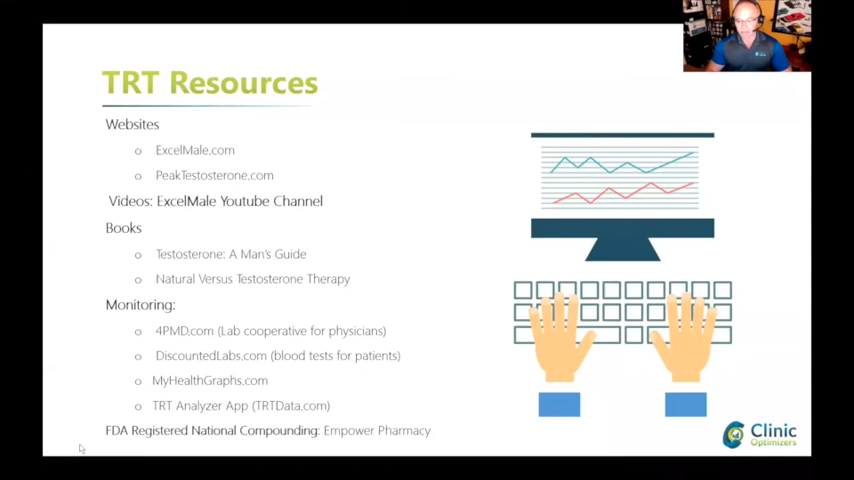 TRT Resources
Websites
o ExcelMale.com
o PeakTestosterone.com
Videos: ExcelMale Youtube Channel
Books
o Testosterone: A Man's Guide
o Natural Versus Testosterone Therapy
Monitoring:
o 4PMD.com (Lab cooperative for physicians)
o DiscountedLabs.com (blood tests for patients)
o MyHealthGraphs.com
o TRT Analyzer App (TRTData.com)
FDA Registered National Compounding: Empower Pharmacy
Clinic
Optimizers